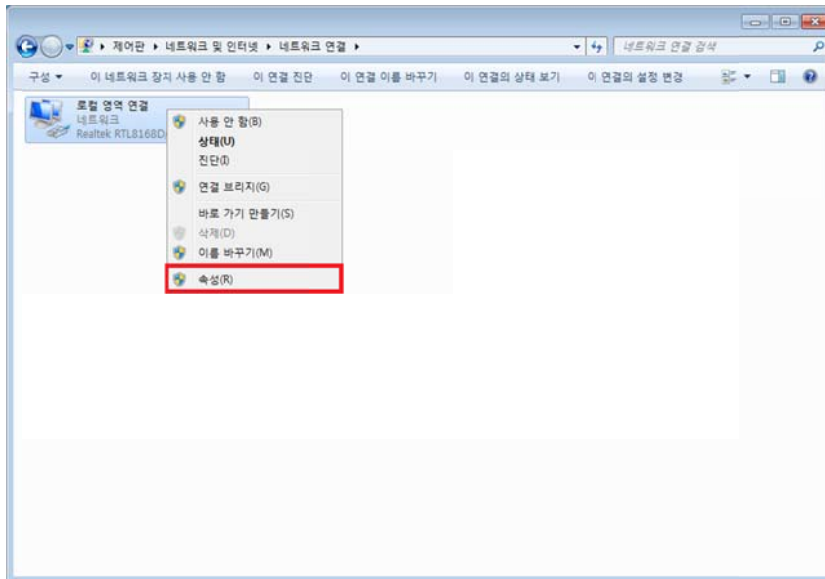 제어판 ▸ 네트워크 및 인터넷 ▸ 네트워크 연결 ▸
네트워크 연결 검색
구성 ▼ 이 네트워크 장치 사용 안 함 이 연결 진단 이 연결 이름 바꾸기 이 연결의 상태 보기 이 연결의 설정 변경
로컬 영역 연결
네트워크
Realtek RTL8168D
사용 안 함(B)
상태(U)
진단(I)
연결 브리지(G)
바로 가기 만들기(S)
삭제(D)
이름 바꾸기(M)
속성(R)